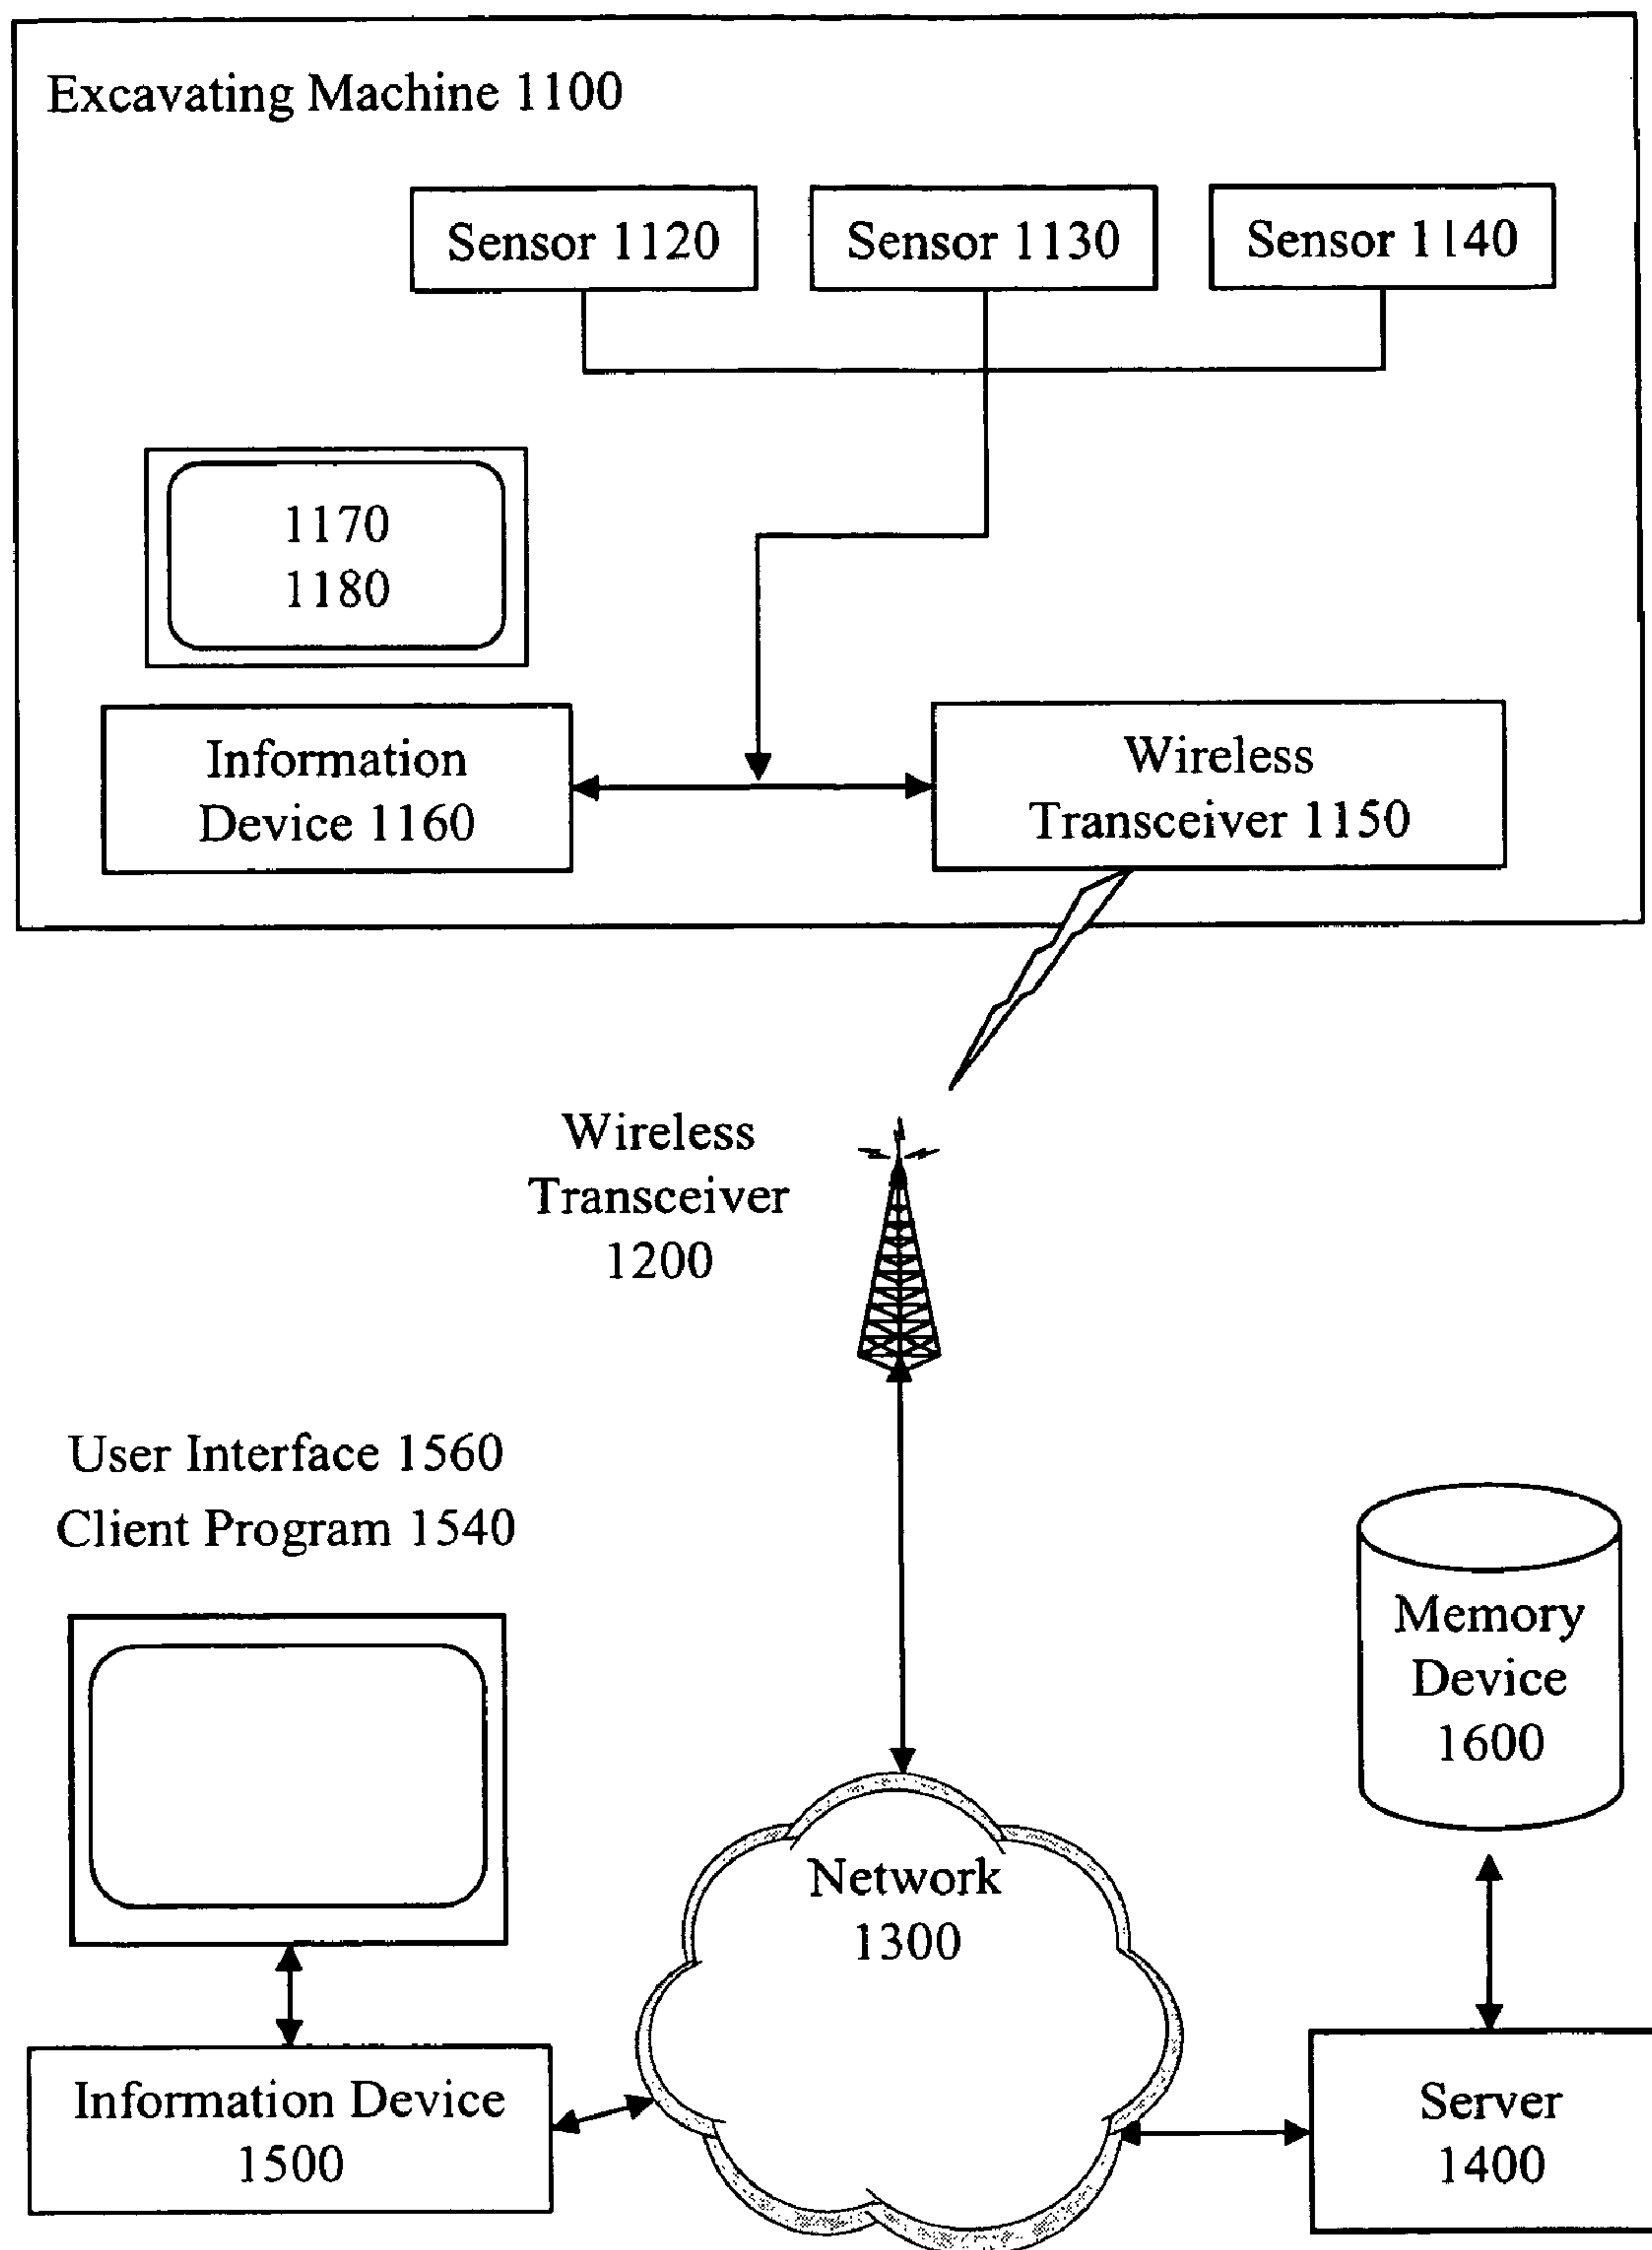 Excavating Machine 1100
Sensor 1120
Sensor 1130
Sensor 1140
1170
1180
Information
Device 1160
Wireless
Transceiver 1150
Wireless
Transceiver
1200
User Interface 1560
Client Program 1540
Memory
Device
1600
Network
1300
Information Device
1500
Server
1400